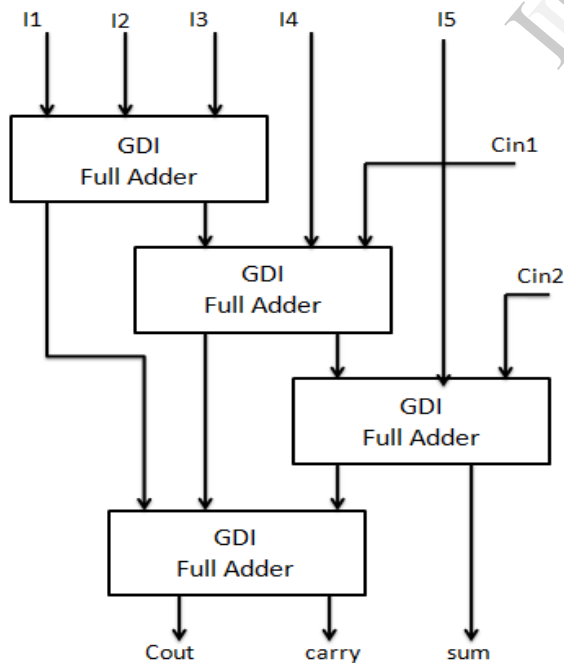 I1 I2 I3 I4 I5
GDI
Full Adder
Cin1
GDI
Full Adder
Cin2
GDI
Full Adder
GDI
Full Adder
Cout carry sum